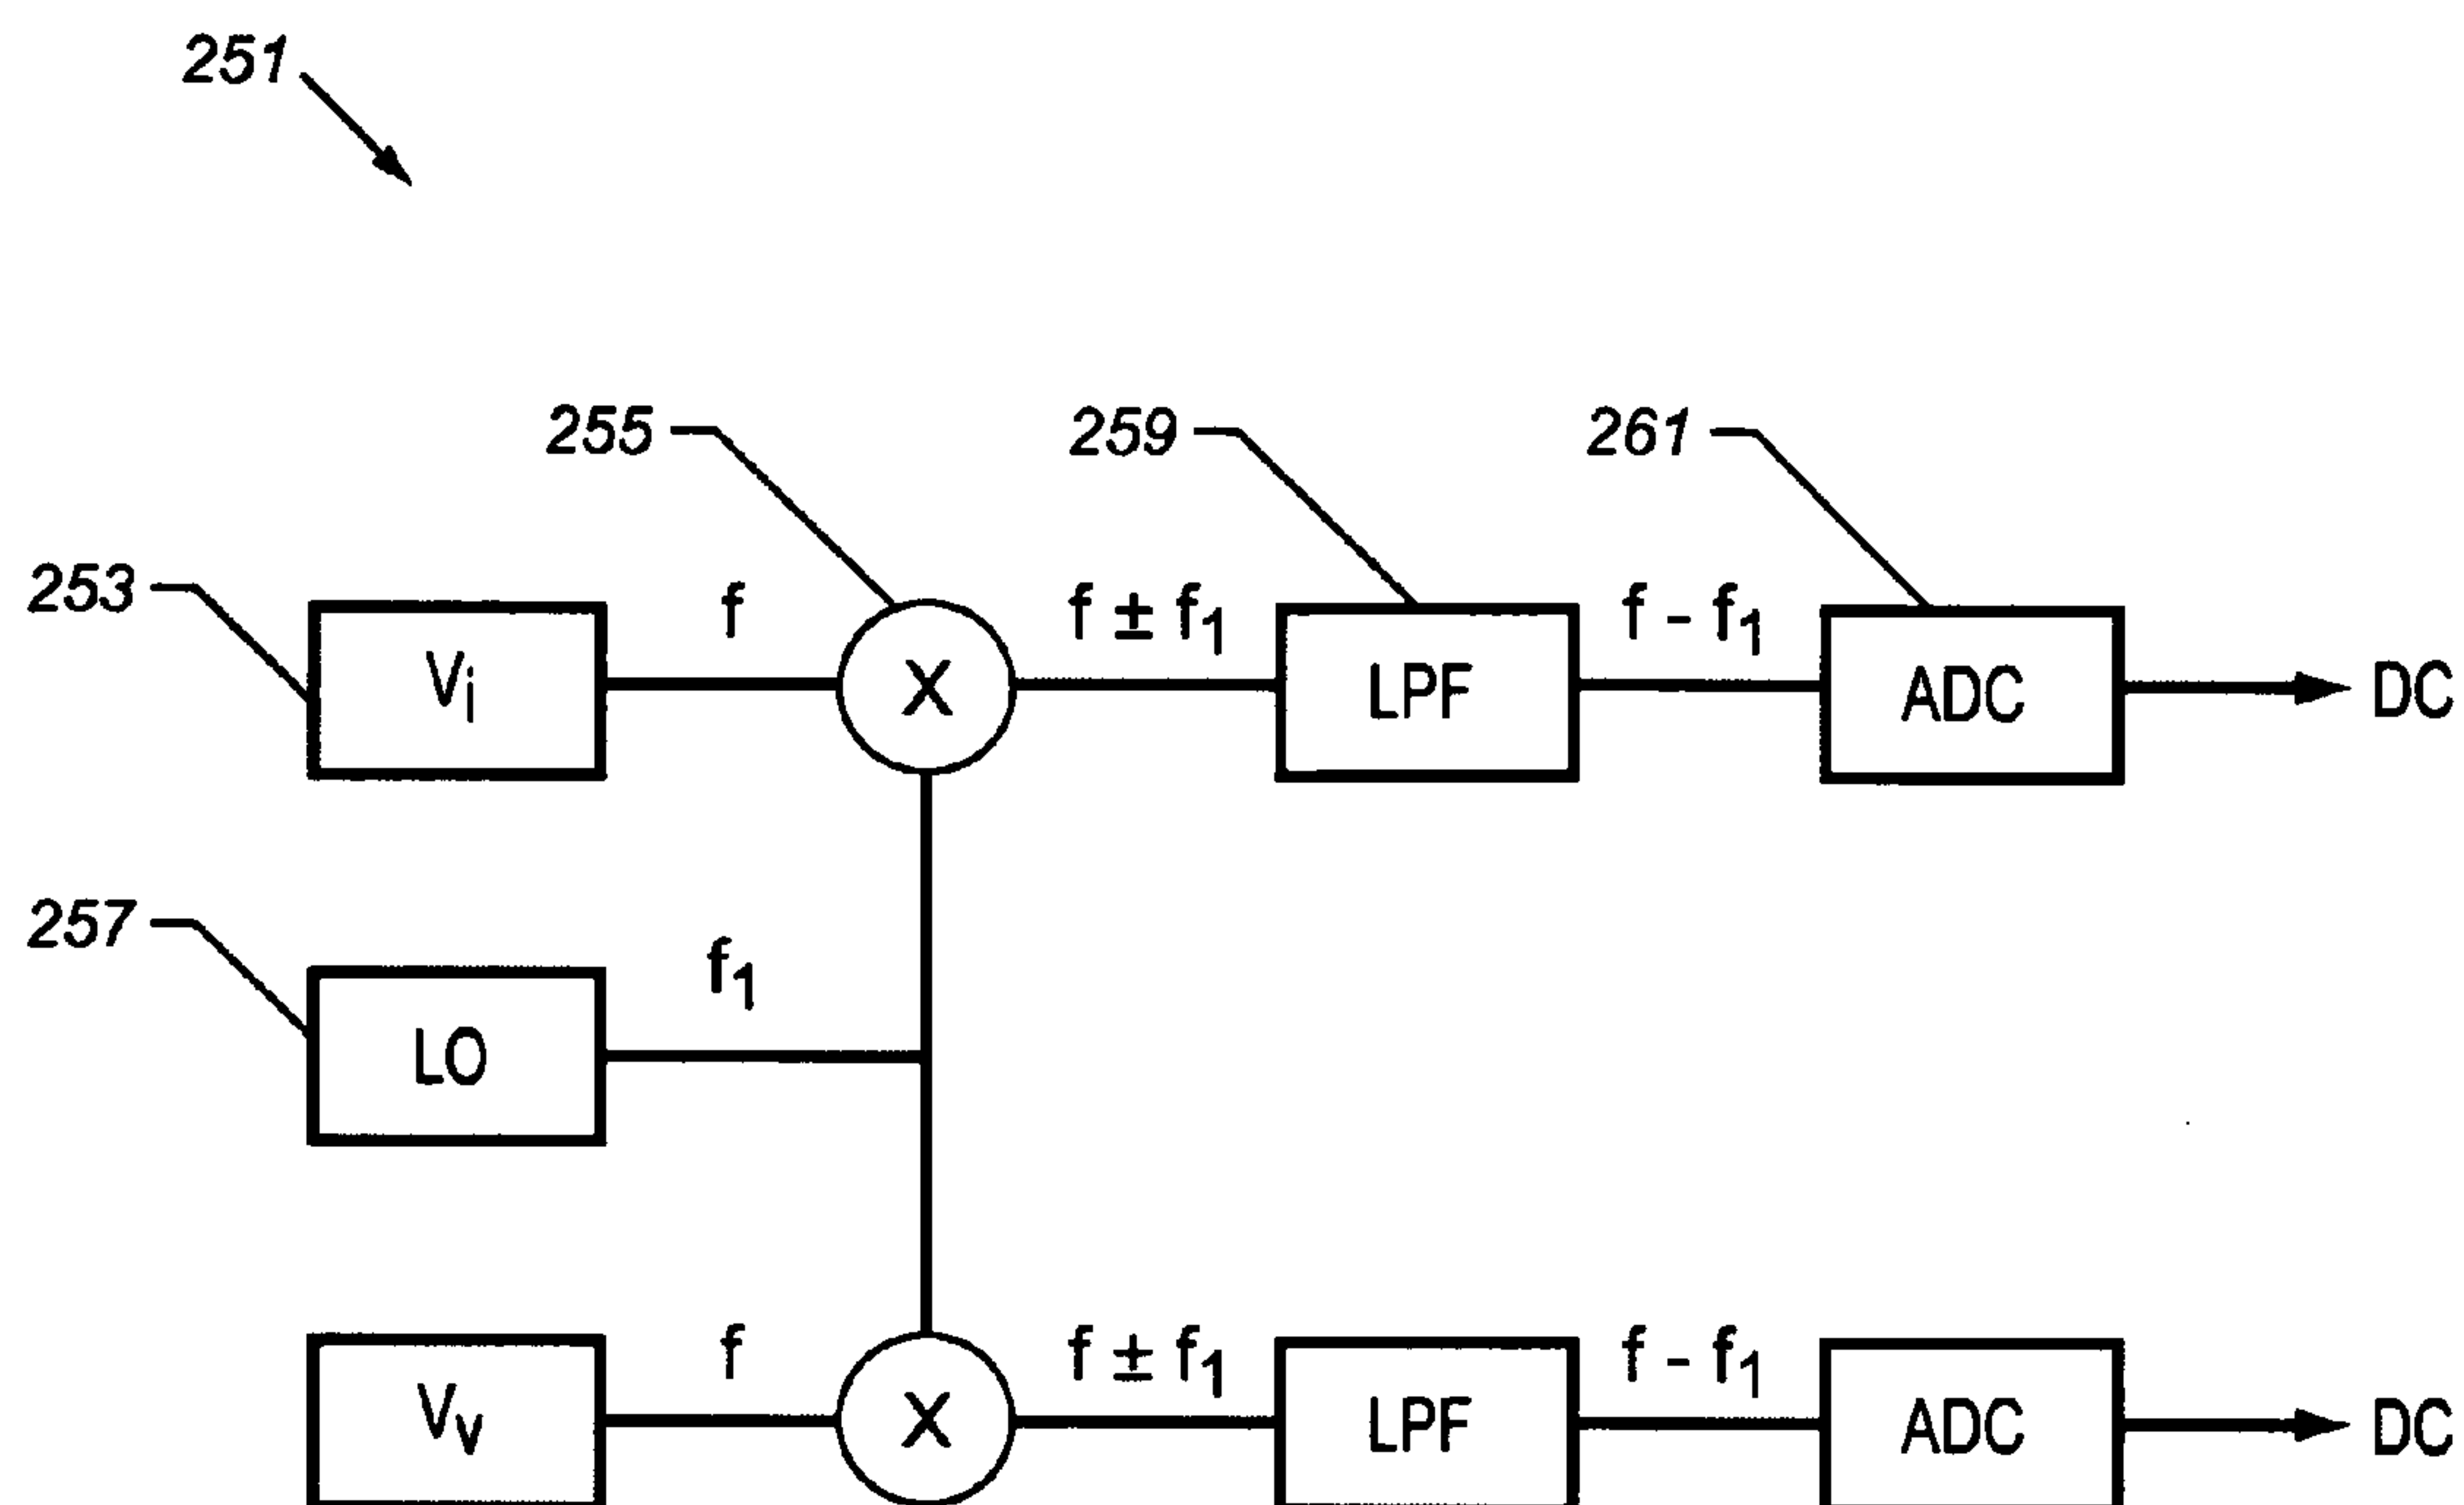 251
255
259
261
253
f
f ± f₁
f - f₁
Vᵢ
X
LPF
ADC
DC
257
f₁
LO
f
f ± f₁
f - f₁
Vᵥ
X
LPF
ADC
DC